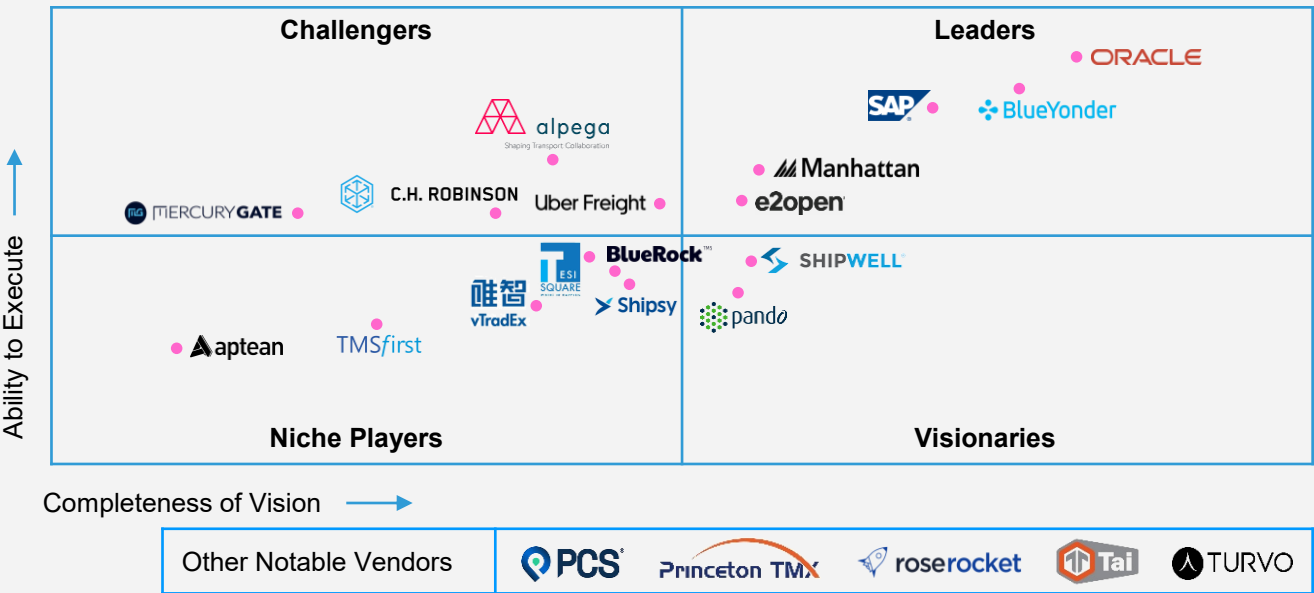 Challengers
Leaders
ORACLE
SAP®
BlueYonder
alpega
Shaping Transport Collaboration
Manhattan
C.H. ROBINSON
Uber Freight
e2open
MG MERCURYGATE
Ability to Execute
TESI
SQUARE
BlueRock TMS
SHIPWELL
唯智
vTradEx
Shipsy
pando
aptean
TMSfirst
Niche Players
Visionaries
Completeness of Vision
Other Notable Vendors
PCS
Princeton TMX
roserocket
Tai
TURVO